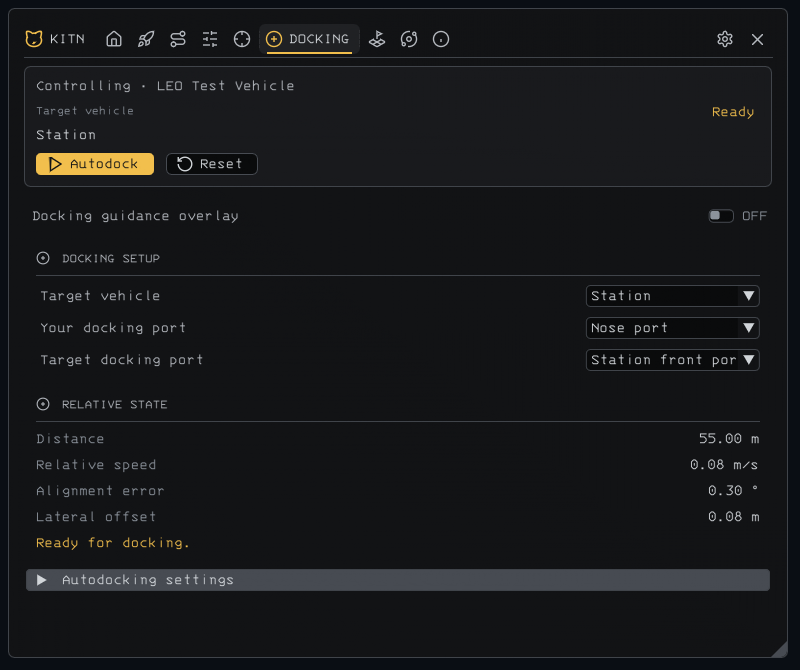 KITN DOCKING
Controlling · LEO Test Vehicle
Target vehicle
Ready
Station
Autodock Reset
Docking guidance overlay OFF
DOCKING SETUP
Target vehicle Station
Your docking port Nose port
Target docking port Station front por
RELATIVE STATE
Distance 55.00 m
Relative speed 0.08 m/s
Alignment error 0.30 °
Lateral offset 0.08 m
Ready for docking.
Autodocking settings